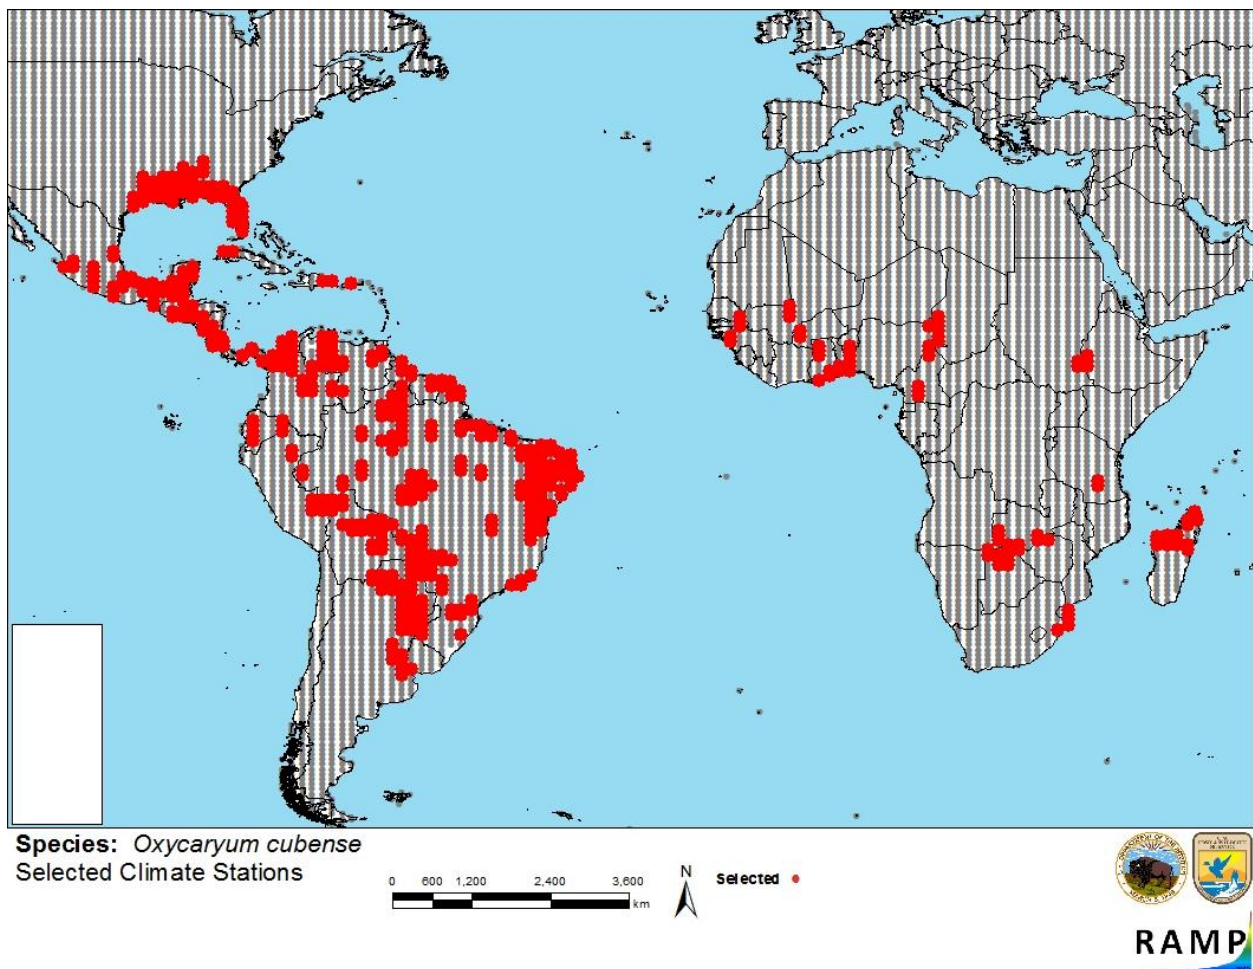 Species: Oxycaryum cubense
Selected Climate Stations
0 600 1,200 2,400 3,600
km
N
Selected
RAMP